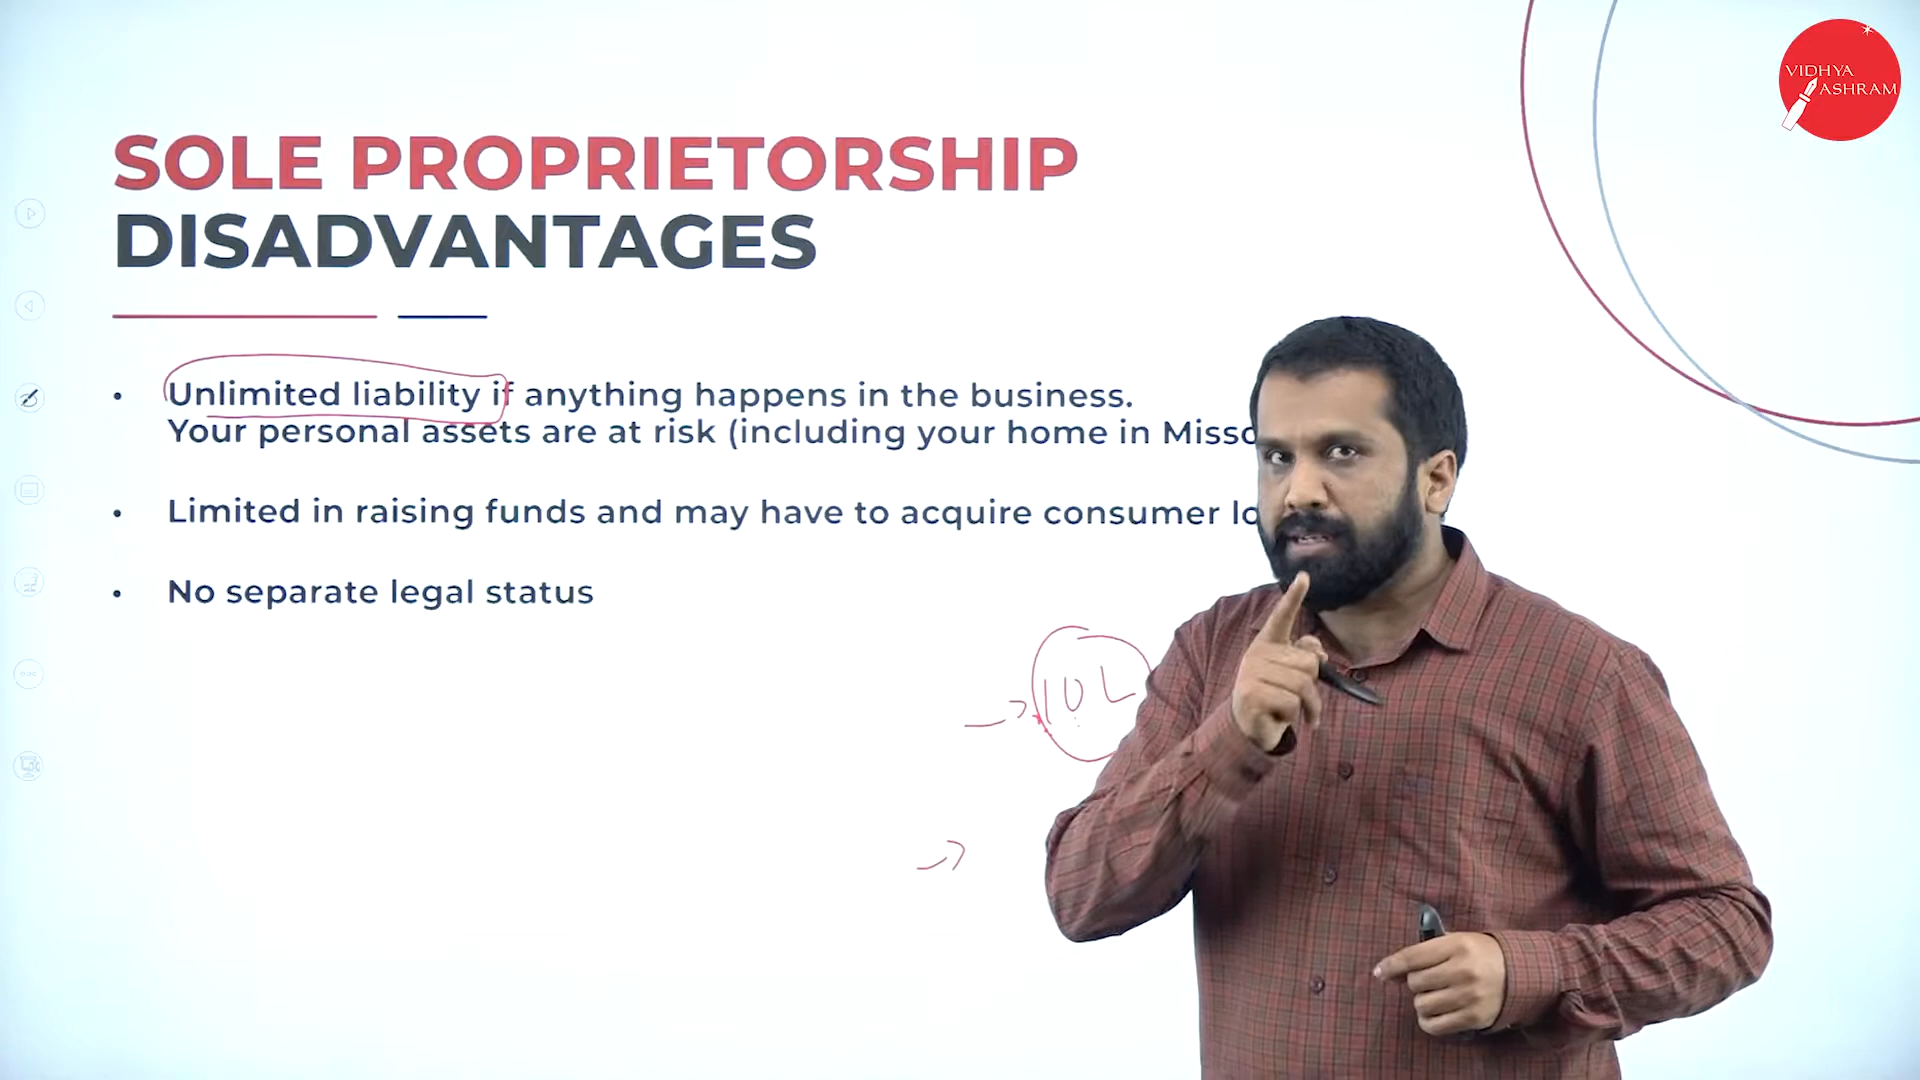 VIDHYA
ASHRAM
SOLE PROPRIETORSHIP
DISADVANTAGES
• Unlimited liability if anything happens in the business.
Your personal assets are at risk (including your home in
• Limited in raising funds and may have to acquire consumer
• No separate legal status
10 L